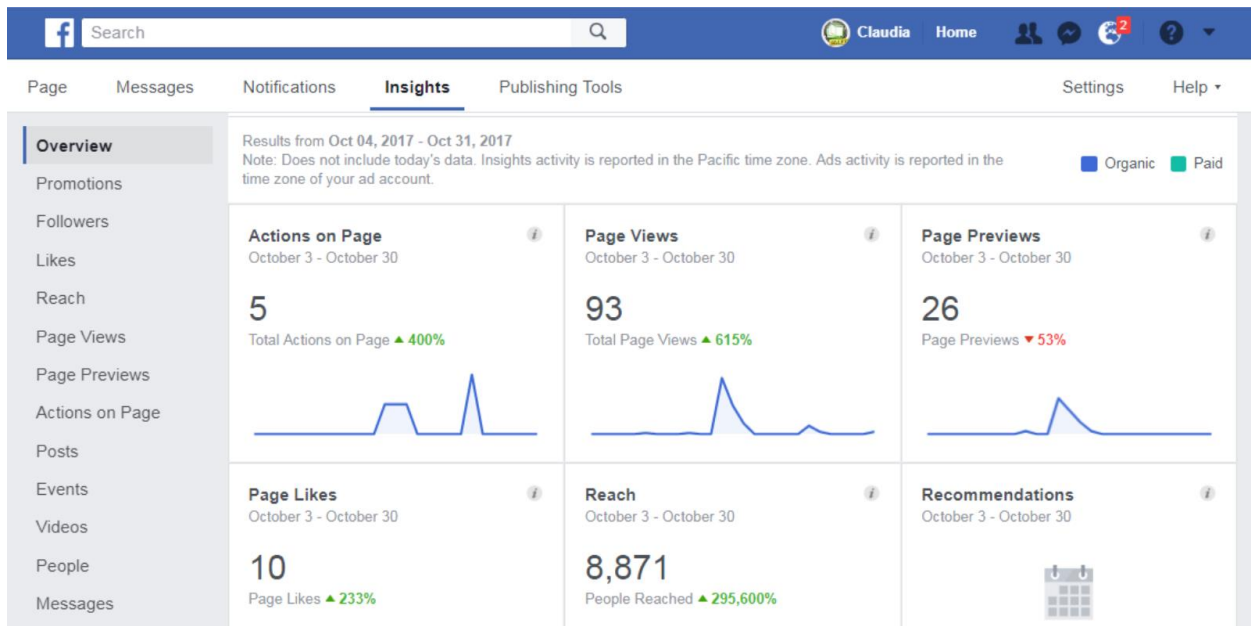 f Search Claudia Home 2 ?
Page Messages Notifications Insights Publishing Tools Settings Help
Overview
Promotions
Followers
Likes
Reach
Page Views
Page Previews
Actions on Page
Posts
Events
Videos
People
Messages
Results from Oct 04, 2017 - Oct 31, 2017
Note: Does not include today's data. Insights activity is reported in the Pacific time zone. Ads activity is reported in the
time zone of your ad account.
Organic Paid
Actions on Page i
October 3 - October 30
5
Total Actions on Page ▲ 400%
Page Views i
October 3 - October 30
93
Total Page Views ▲ 615%
Page Previews i
October 3 - October 30
26
Page Previews ▼ 53%
Page Likes i
October 3 - October 30
10
Page Likes ▲ 233%
Reach i
October 3 - October 30
8,871
People Reached ▲ 295,600%
Recommendations i
October 3 - October 30